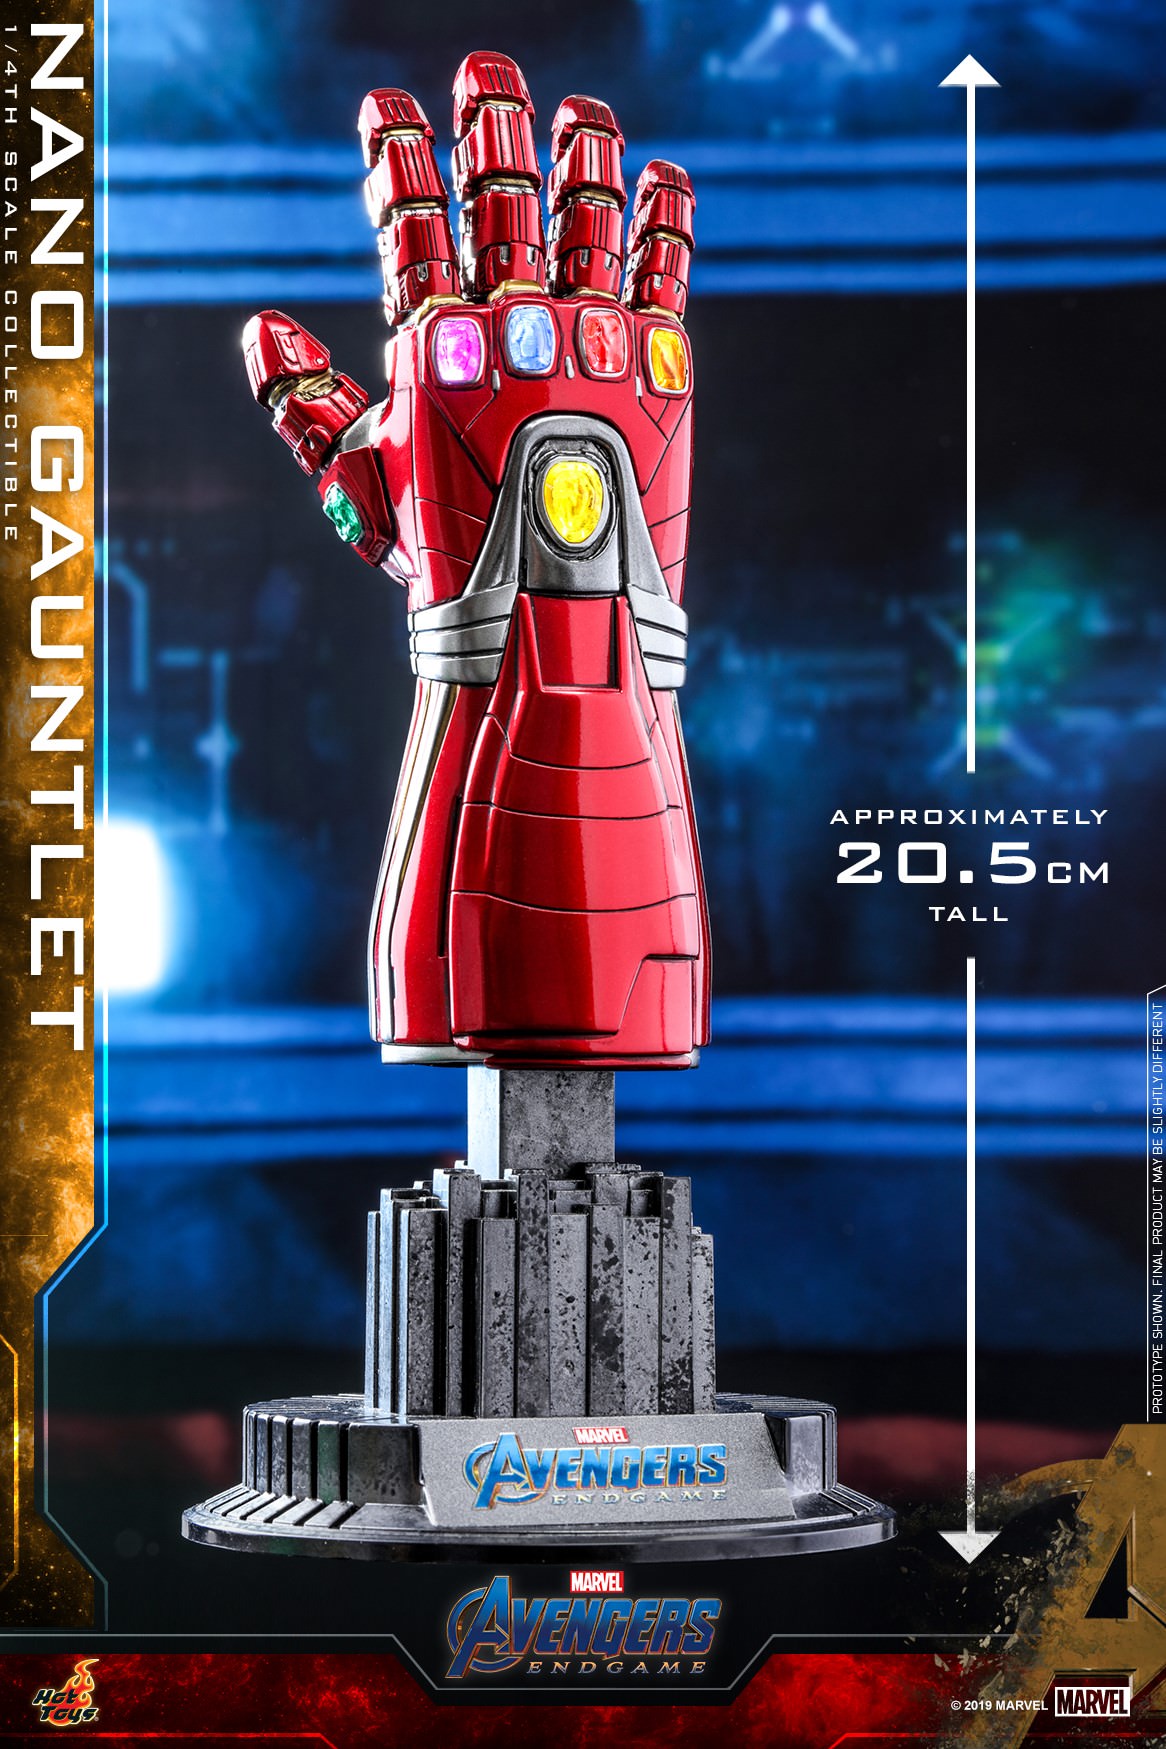 NANO GAUNTLET
1/4TH SCALE COLLECTIBLE
APPROXIMATELY
20.5CM
TALL
PROTOTYPE SHOWN. FINAL PRODUCT MAY BE SLIGHTLY DIFFERENT
MARVEL
AVENGERS
ENDGAME
MARVEL
AVENGERS
ENDGAME
Hot
Toys
© 2019 MARVEL MARVEL